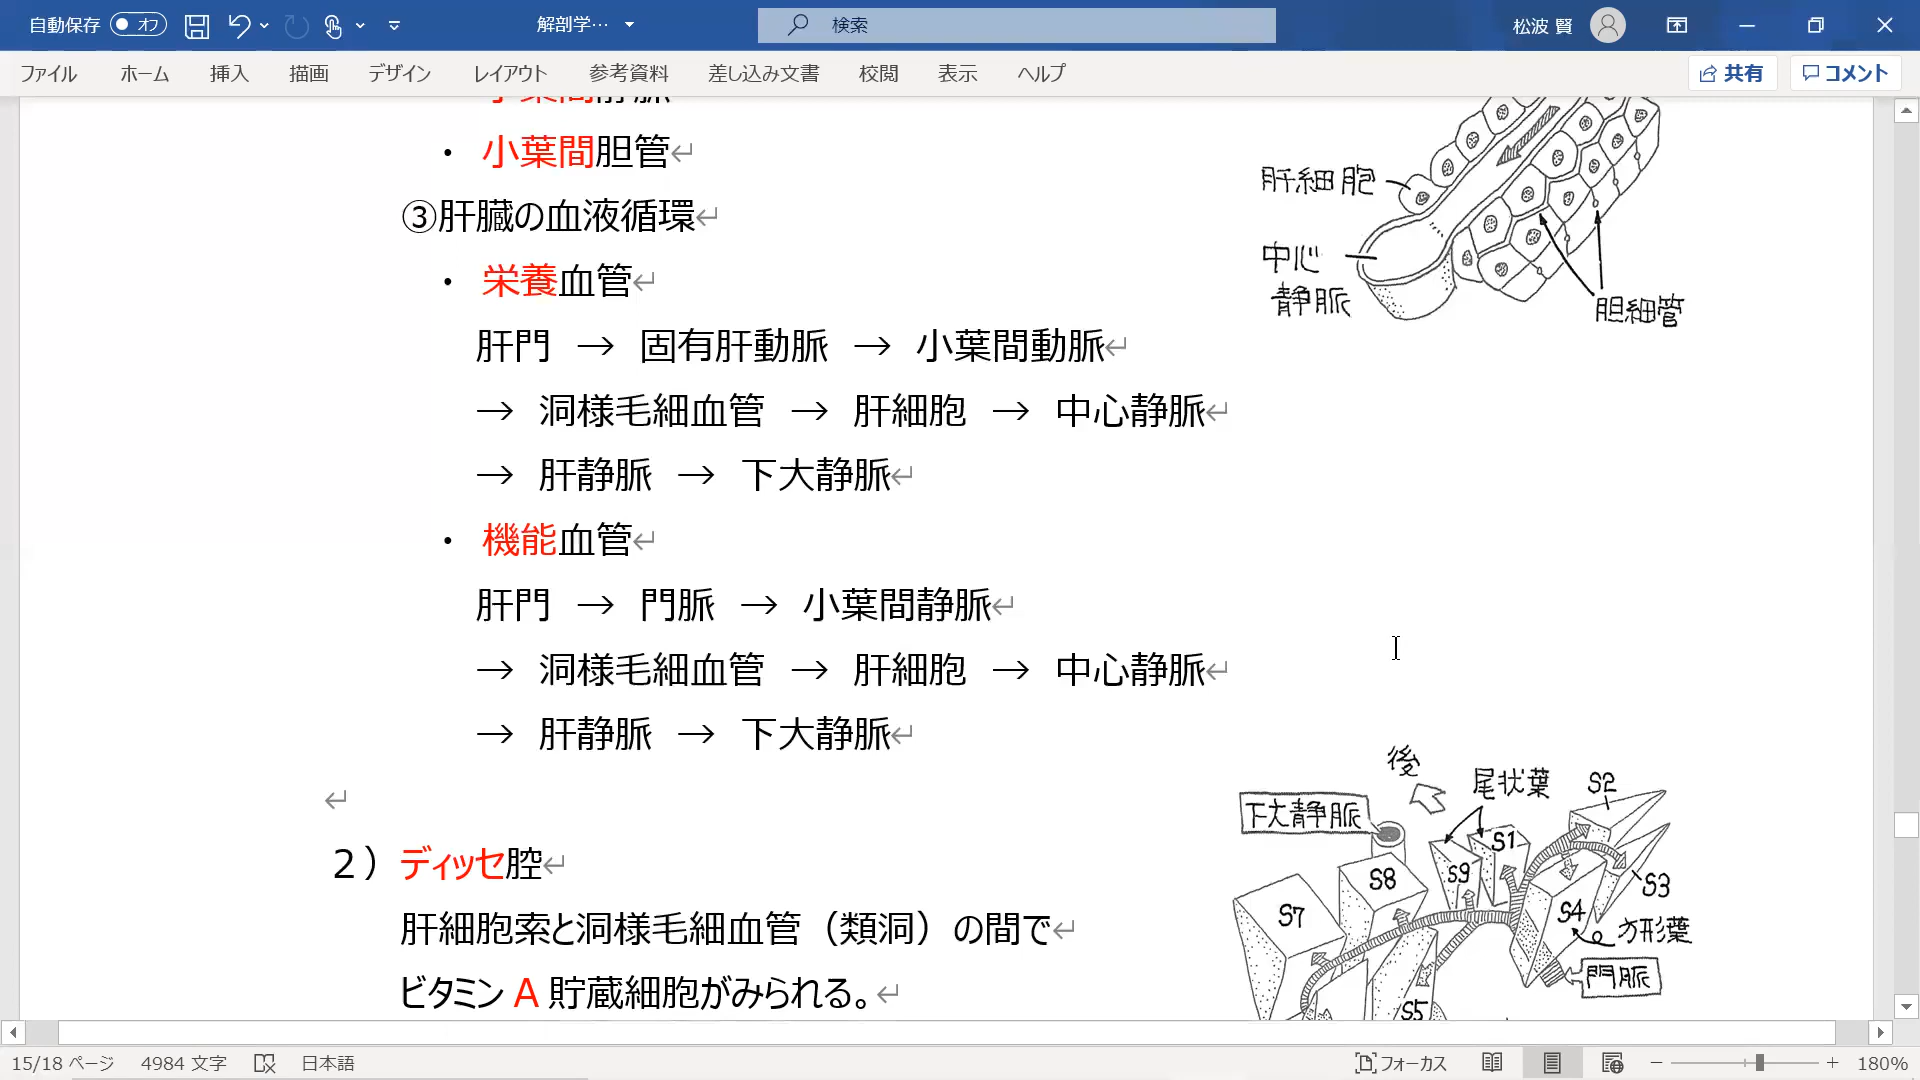 自動保存 オフ 解剖学… 検索 松波 賢
ファイル ホーム 挿入 描画 デザイン レイアウト 参考資料 差し込み文書 校閲 表示 ヘルプ 共有 コメント
小葉間静脈
・ 小葉間胆管↵
③肝臓の血液循環↵
・ 栄養血管↵
肝門 → 固有肝動脈 → 小葉間動脈↵
→ 洞様毛細血管 → 肝細胞 → 中心静脈↵
→ 肝静脈 → 下大静脈↵
・ 機能血管↵
肝門 → 門脈 → 小葉間静脈↵
→ 洞様毛細血管 → 肝細胞 → 中心静脈↵
→ 肝静脈 → 下大静脈↵
↵
２）ディッセ腔↵
肝細胞索と洞様毛細血管（類洞）の間で↵
ビタミン A 貯蔵細胞がみられる。↵
肝細胞
中心
静脈
胆細管
後
尾状葉
S2
下大静脈
S1
S9
S8
S3
S7
S4
方形葉
門脈
S5
15/18 ページ 4984 文字 日本語 フォーカス 180%